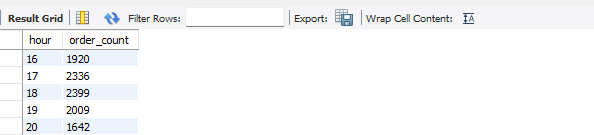 Result Grid Filter Rows: Export: Wrap Cell Content:
hour order_count
16 1920
17 2336
18 2399
19 2009
20 1642